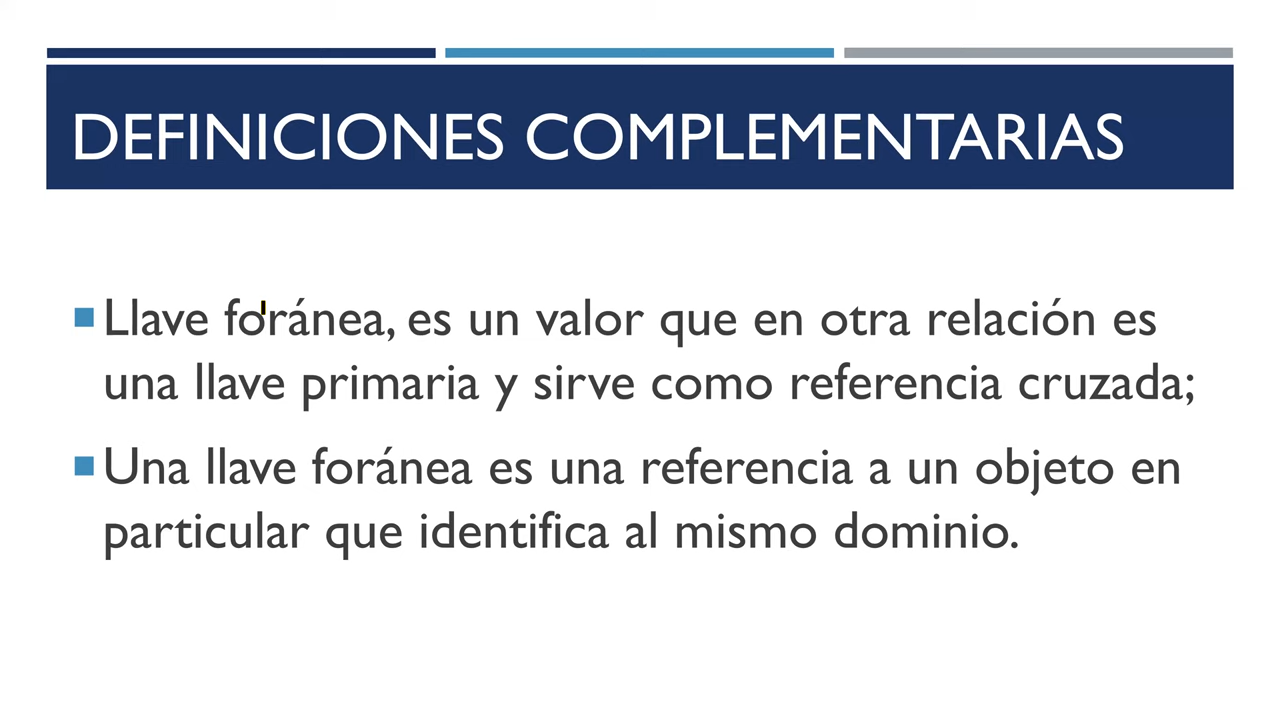 DEFINICIONES COMPLEMENTARIAS
Llave foránea, es un valor que en otra relación es
una llave primaria y sirve como referencia cruzada;
Una llave foránea es una referencia a un objeto en
particular que identifica al mismo dominio.